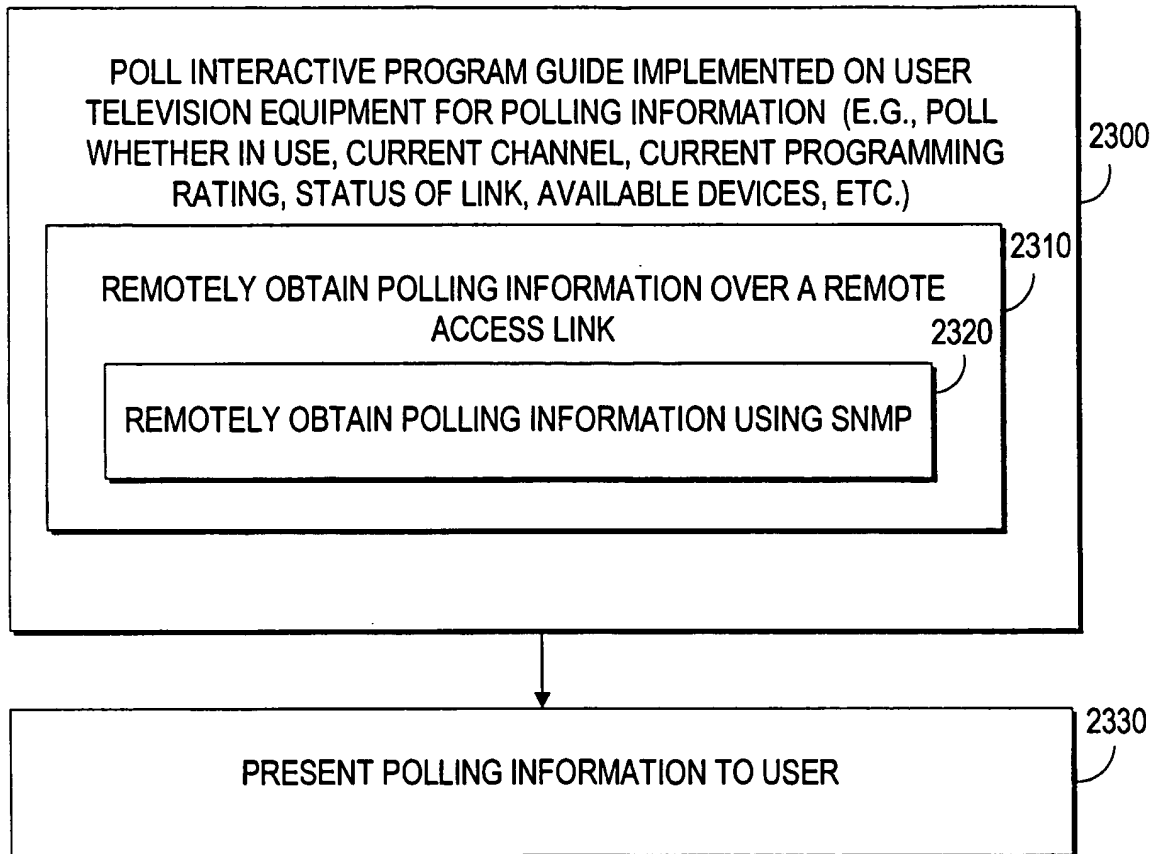 POLL INTERACTIVE PROGRAM GUIDE IMPLEMENTED ON USER
TELEVISION EQUIPMENT FOR POLLING INFORMATION (E.G., POLL
WHETHER IN USE, CURRENT CHANNEL, CURRENT PROGRAMMING
RATING, STATUS OF LINK, AVAILABLE DEVICES, ETC.)
2300
2310
REMOTELY OBTAIN POLLING INFORMATION OVER A REMOTE
ACCESS LINK
2320
REMOTELY OBTAIN POLLING INFORMATION USING SNMP
2330
PRESENT POLLING INFORMATION TO USER